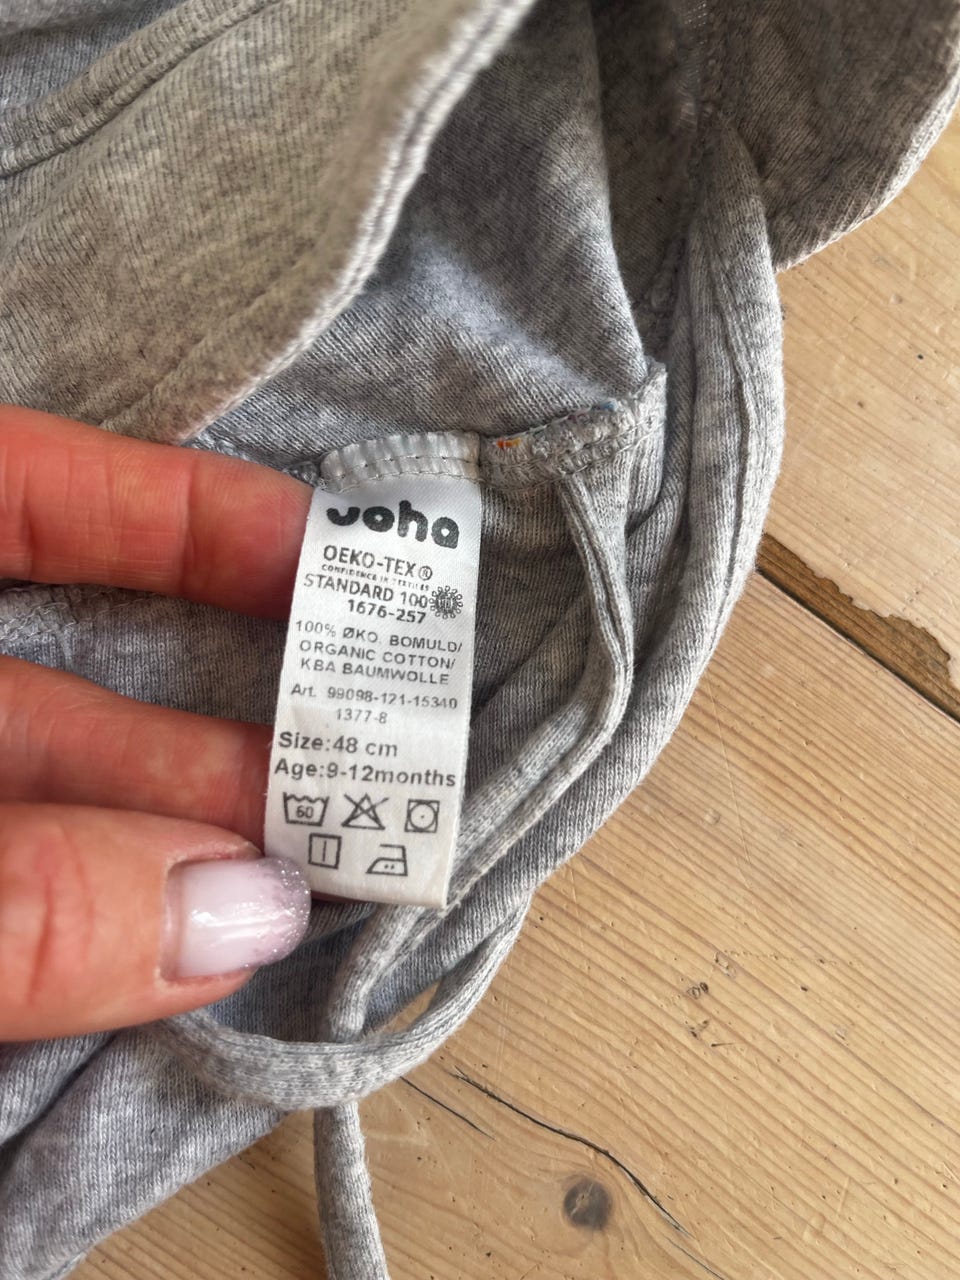 Joha
OEKO-TEX®
CONFIDENCE IN TEXTILES
STANDARD 100
1676-257
100% ØKO. BOMULD/
ORGANIC COTTON/
KBA BAUMWOLLE
Art. 99098-121-15340
1377-8
Size:48 cm
Age:9-12months
60